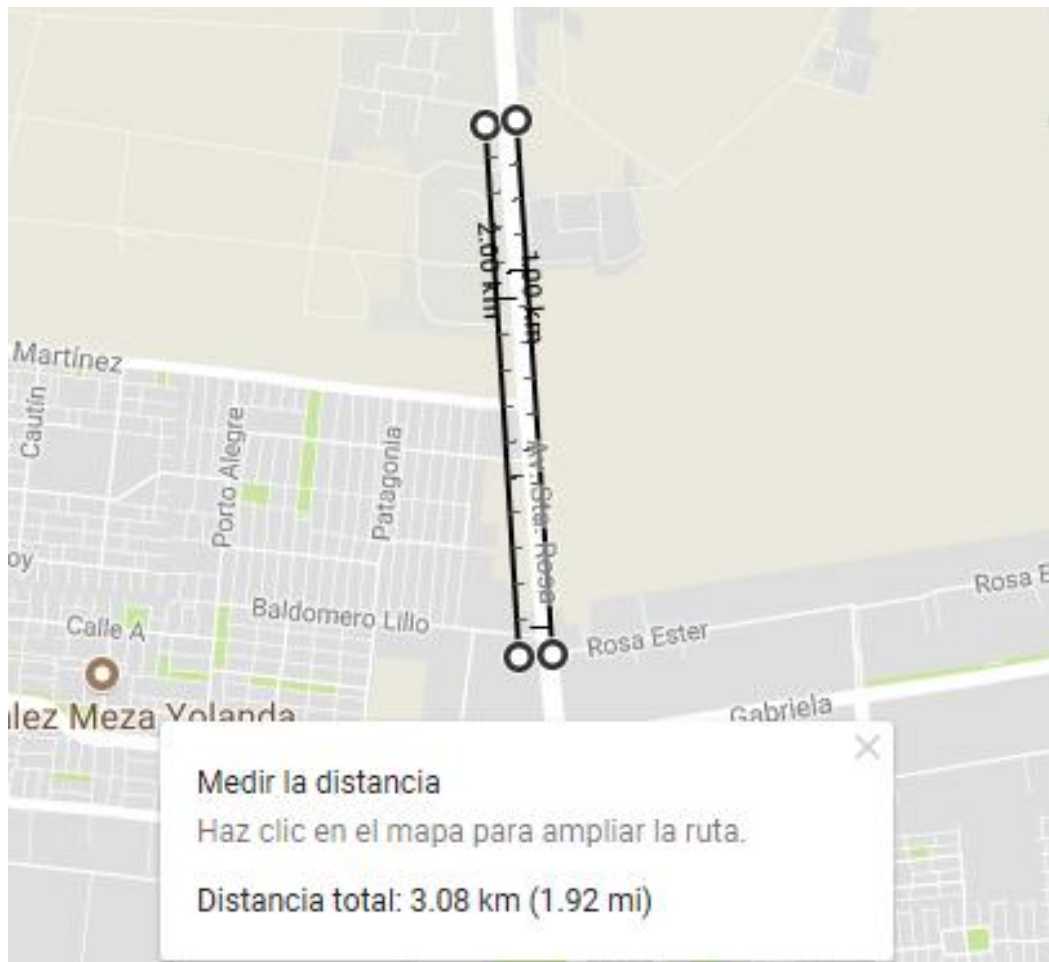 2.00 km
1.00 km
Martínez
Cautín
Porto Alegre
Patagonia
Av. Sta. Rosa
oy
Baldomero Lillo
Calle A
Rosa Ester
Rosa E
lez Meza Yolanda
Gabriela
Medir la distancia
Haz clic en el mapa para ampliar la ruta.
Distancia total: 3.08 km (1.92 mi)